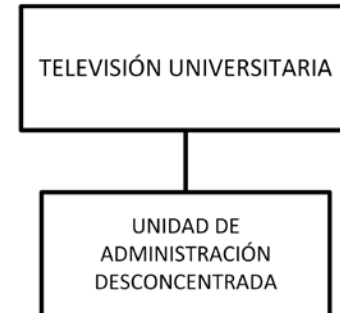 TELEVISIÓN UNIVERSITARIA
UNIDAD DE
ADMINISTRACIÓN
DESCONCENTRADA